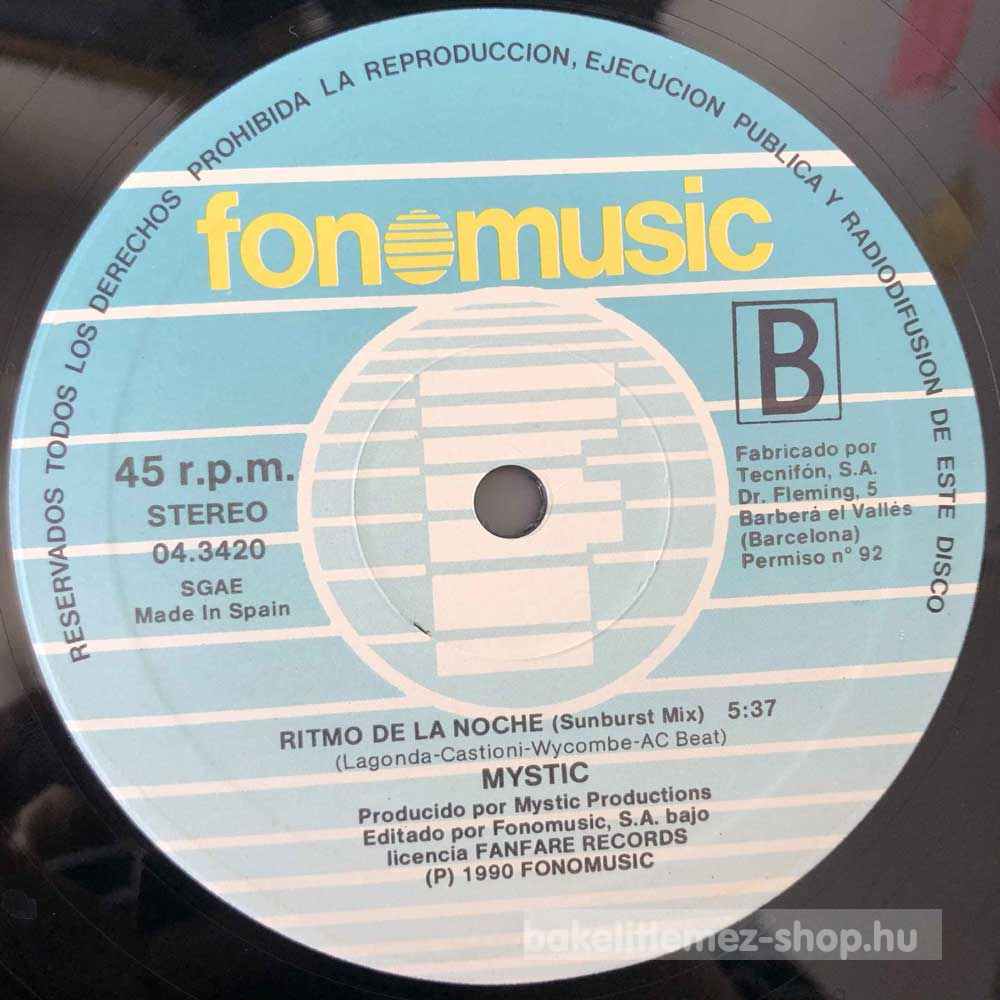 RESERVADOS TODOS LOS DERECHOS PROHIBIDA LA REPRODUCCION, EJECUCION PUBLICA Y RADIODIFUSION DE ESTE DISCO
fonomusic
B
45 r.p.m.
STEREO
04.3420
SGAE
Made In Spain
Fabricado por
Tecnifón, S.A.
Dr. Fleming, 5
Barberá el Vallès
(Barcelona)
Permiso n° 92
RITMO DE LA NOCHE (Sunburst Mix) 5:37
(Lagonda-Castioni-Wycombe-AC Beat)
MYSTIC
Producido por Mystic Productions
Editado por Fonomusic, S.A. bajo
licencia FANFARE RECORDS
(P) 1990 FONOMUSIC
bakelitlemez-shop.hu